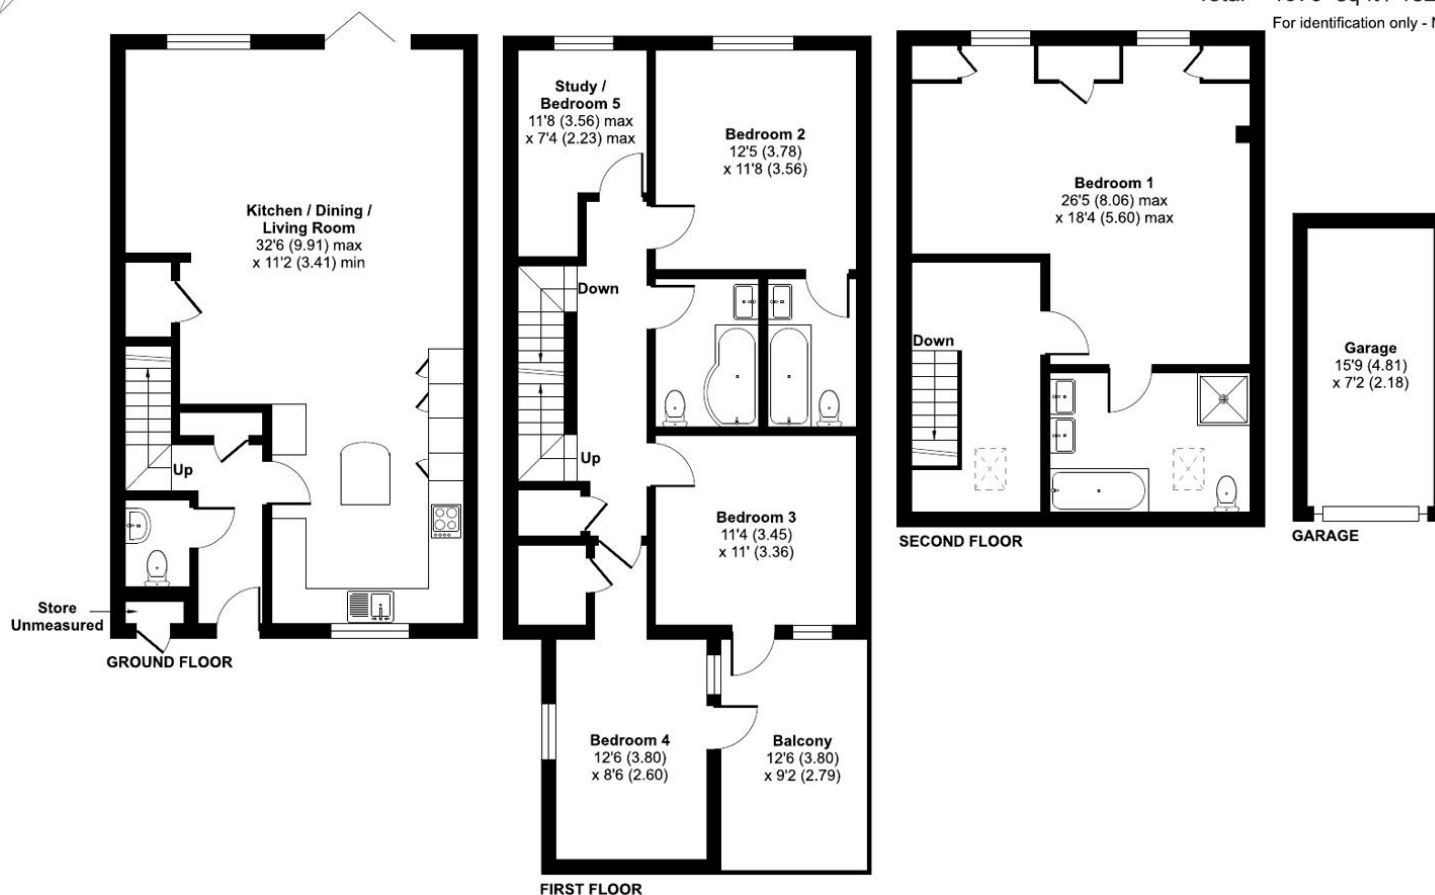 For identification only - N
Study /
Bedroom 5
11'8 (3.56) max
x 7'4 (2.23) max
Bedroom 2
12'5 (3.78)
x 11'8 (3.56)
Bedroom 1
26'5 (8.06) max
x 18'4 (5.60) max
Kitchen / Dining /
Living Room
32'6 (9.91) max
x 11'2 (3.41) min
Down
Down
Garage
15'9 (4.81)
x 7'2 (2.18)
Up
Up
Bedroom 3
11'4 (3.45)
x 11' (3.36)
SECOND FLOOR
GARAGE
Store
Unmeasured
GROUND FLOOR
Bedroom 4
12'6 (3.80)
x 8'6 (2.60)
Balcony
12'6 (3.80)
x 9'2 (2.79)
FIRST FLOOR